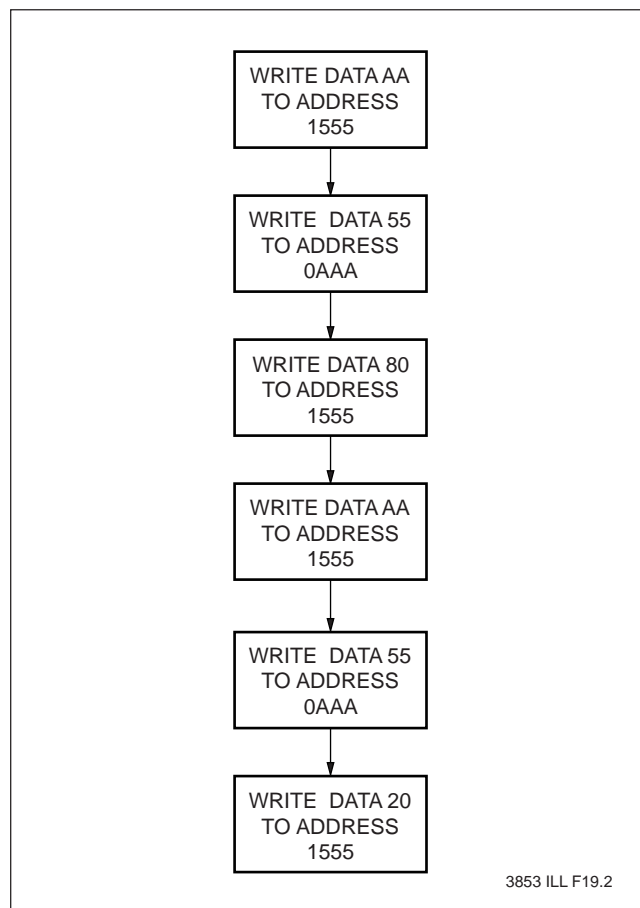 WRITE DATA AA
TO ADDRESS
1555
WRITE DATA 55
TO ADDRESS
0AAA
WRITE DATA 80
TO ADDRESS
1555
WRITE DATA AA
TO ADDRESS
1555
WRITE DATA 55
TO ADDRESS
0AAA
WRITE DATA 20
TO ADDRESS
1555
3853 ILL F19.2